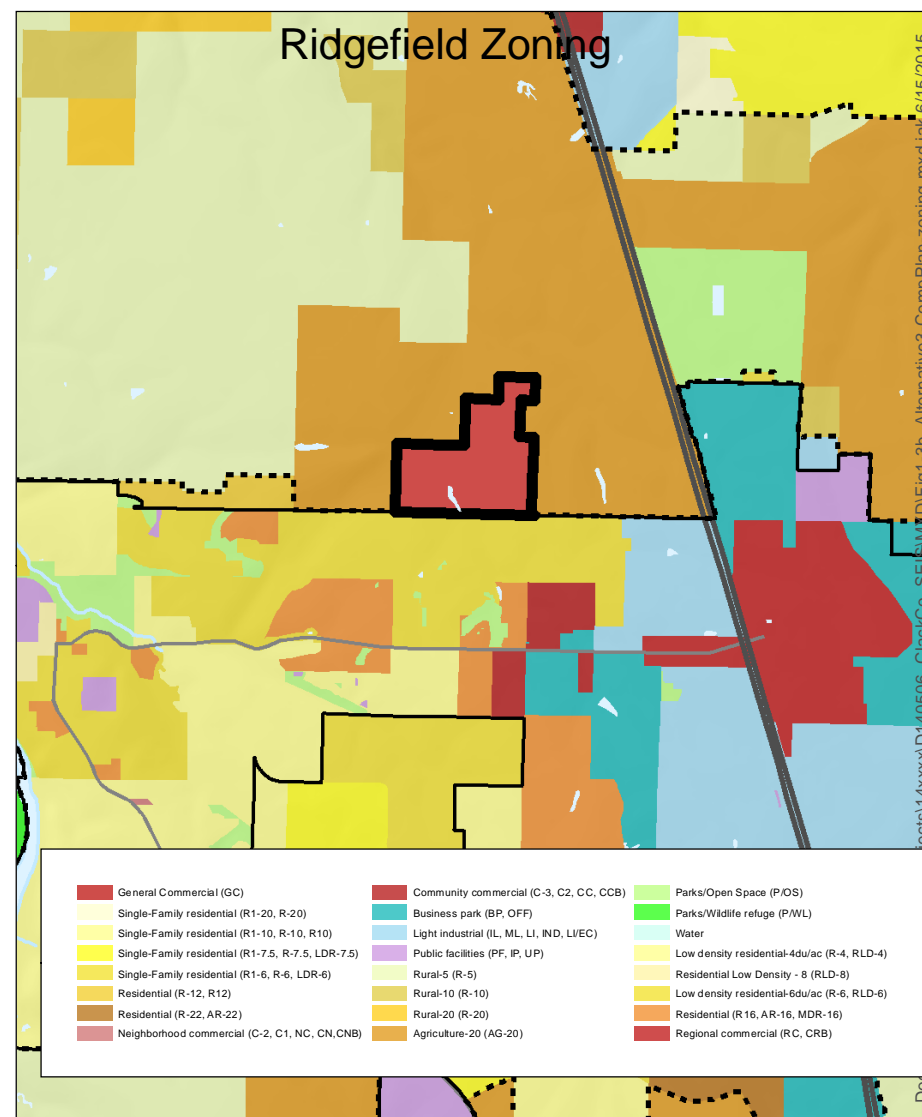 Ridgefield Zoning
General Commercial (GC)
Single-Family residential (R1-20, R-20)
Single-Family residential (R1-10, R-10, R10)
Single-Family residential (R1-7.5, R-7.5, LDR-7.5)
Single-Family residential (R1-6, R-6, LDR-6)
Residential (R-12, R12)
Residential (R-22, AR-22)
Neighborhood commercial (C-2, C1, NC, CN,CNB)
Community commercial (C-3, C2, CC, CCB)
Business park (BP, OFF)
Light industrial (IL, ML, LI, IND, LI/EC)
Public facilities (PF, IP, UP)
Rural-5 (R-5)
Rural-10 (R-10)
Rural-20 (R-20)
Agriculture-20 (AG-20)
Parks/Open Space (P/OS)
Parks/Wildlife refuge (P/WL)
Water
Low density residential-4du/ac (R-4, RLD-4)
Residential Low Density - 8 (RLD-8)
Low density residential-6du/ac (R-6, RLD-6)
Residential (R16, AR-16, MDR-16)
Regional commercial (RC, CRB)